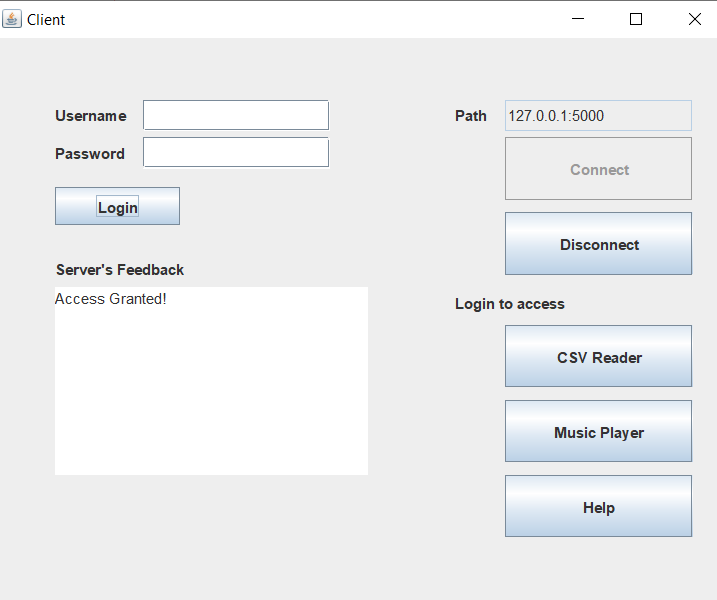 Client
Username
Password
Login
Server's Feedback
Access Granted!
Path
127.0.0.1:5000
Connect
Disconnect
Login to access
CSV Reader
Music Player
Help